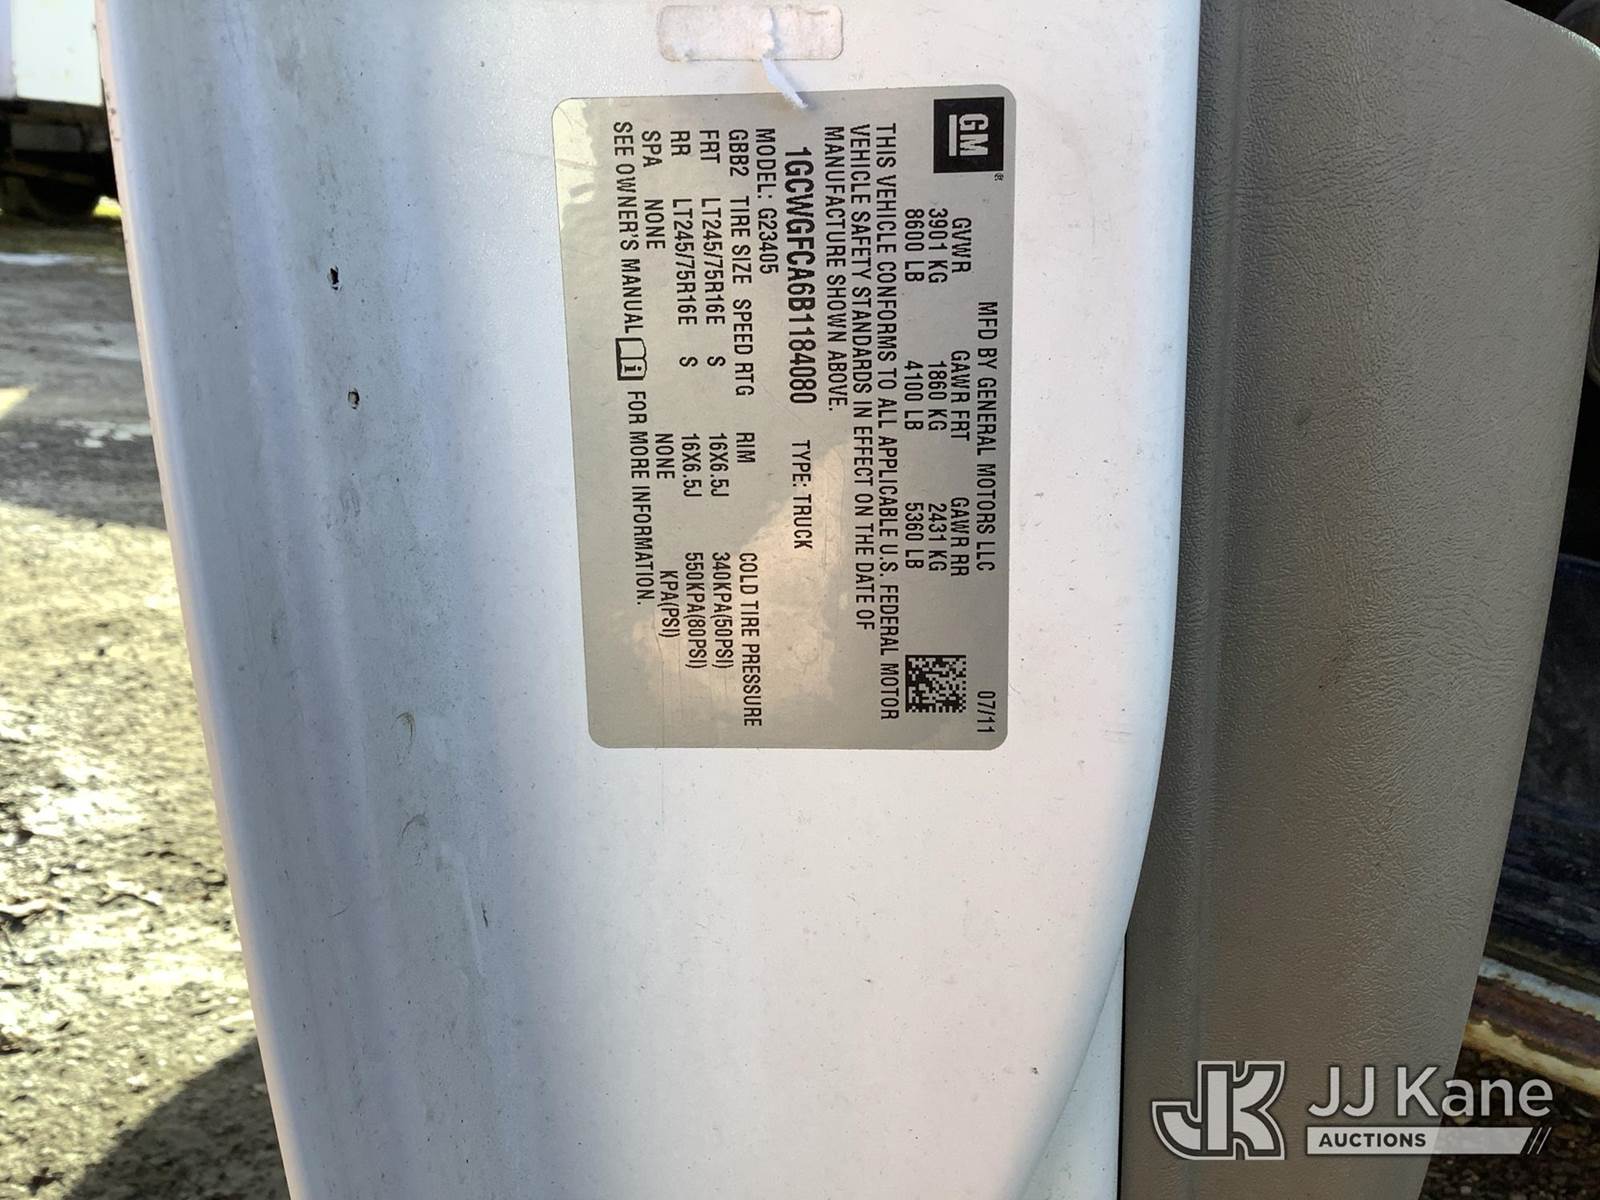 GM
MFD BY GENERAL MOTORS LLC 07/11
GVWR GAWR FRT GAWR RR
3901 KG 1860 KG 2431 KG
8600 LB 4100 LB 5360 LB
THIS VEHICLE CONFORMS TO ALL APPLICABLE U.S. FEDERAL MOTOR
VEHICLE SAFETY STANDARDS IN EFFECT ON THE DATE OF
MANUFACTURE SHOWN ABOVE.
1GCWGFCA6B1184080 TYPE: TRUCK
MODEL: G23405
GBB2 TIRE SIZE SPEED RTG RIM COLD TIRE PRESSURE
FRT LT245/75R16E S 16X6.5J 340KPA(50PSI)
RR LT245/75R16E S 16X6.5J 550KPA(80PSI)
SPA NONE NONE KPA(PSI)
SEE OWNER'S MANUAL FOR MORE INFORMATION.
JK JJ Kane
AUCTIONS